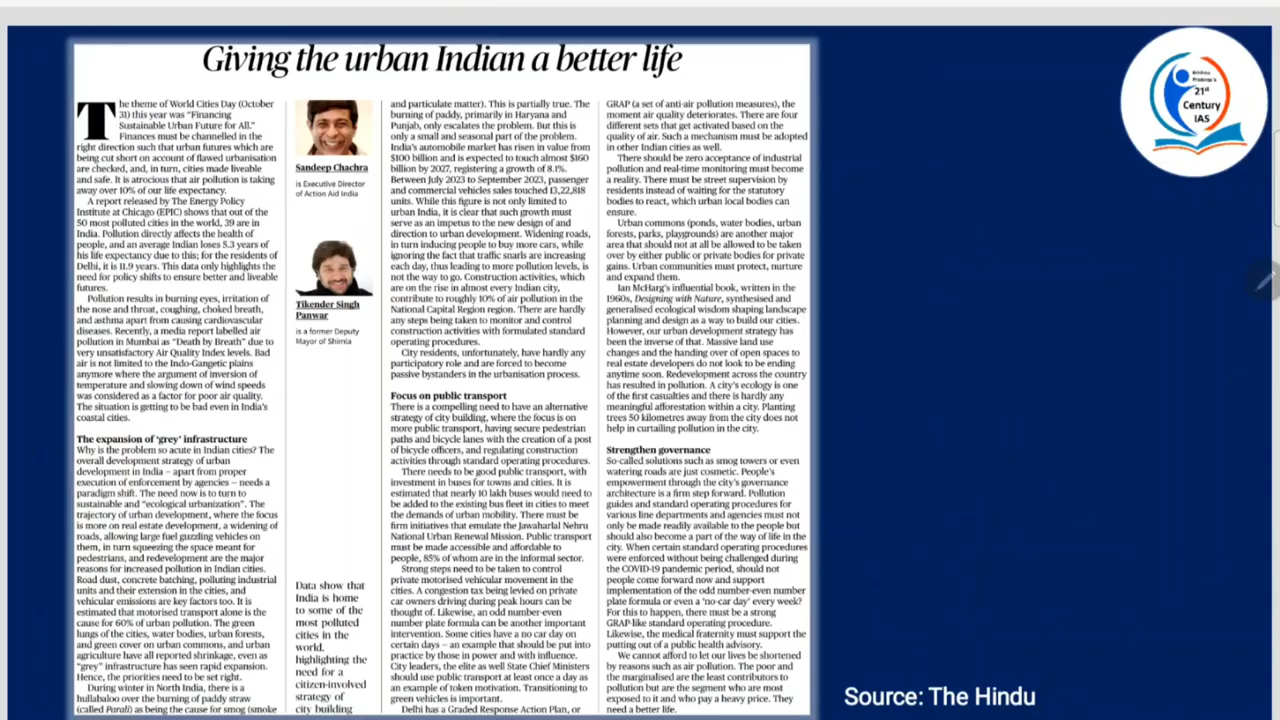 Giving the urban Indian a better life
The theme of World Cities Day (October
31) this year was “Financing
Sustainable Urban Future for All.”
Finances must be channelled in the
right direction such that urban futures which are
being cut short on account of flawed urbanisation
are checked, and, in turn, cities made liveable
and safe. It is atrocious that air pollution is taking
away over 10% of our life expectancy.
A report released by The Energy Policy
Institute at Chicago (EPIC) shows that out of the
50 most polluted cities in the world, 39 are in
India. Pollution directly affects the health of
people, and an average Indian loses 5.3 years of
his life expectancy due to this; for the residents of
Delhi, it is 11.9 years. This data only highlights the
need for policy shifts to ensure better and liveable
futures.
Pollution results in burning eyes, irritation of
the nose and throat, coughing, choked breath,
and asthma apart from causing cardiovascular
diseases. Recently, a media report labelled air
pollution in Mumbai as “Death by Breath” due to
very unsatisfactory Air Quality Index levels. Bad
air is not limited to the Indo-Gangetic plains
anymore where the argument of inversion of
temperature and slowing down of wind speeds
was considered as a factor for poor air quality.
The situation is getting to be bad even in India’s
coastal cities.
The expansion of ‘grey’ infrastructure
Why is the problem so acute in Indian cities? The
overall development strategy of urban
development in India — apart from proper
execution of enforcement by agencies — needs a
paradigm shift. The need now is to turn to
sustainable and “ecological urbanization”. The
trajectory of urban development, where the focus
is more on real estate development, a widening of
roads, allowing large fuel guzzling vehicles on
them, in turn squeezing the space meant for
pedestrians, and redevelopment are the major
reasons for increased pollution in Indian cities.
Road dust, concrete batching, polluting industrial
units and their extension in the cities, and
vehicular emissions are key factors too. It is
estimated that motorised transport alone is the
cause for 60% of urban pollution. The green
lungs of the cities, water bodies, urban forests,
and green cover on urban commons, and urban
agriculture have all reported shrinkage, even as
“grey” infrastructure has seen rapid expansion.
Hence, the priorities need to be set right.
During winter in North India, there is a
hullabaloo over the burning of paddy straw
(called Parali) as being the cause for smog (smoke
Sandeep Chachra
is Executive Director
of Action Aid India
Tikender Singh
Panwar
is a former Deputy
Mayor of Shimla
Data show that
India is home
to some of the
most polluted
cities in the
world,
highlighting the
need for a
citizen-involved
strategy of
city building
and particulate matter). This is partially true. The
burning of paddy, primarily in Haryana and
Punjab, only escalates the problem. But this is
only a small and seasonal part of the problem.
India’s automobile market has risen in value from
$100 billion and is expected to touch almost $160
billion by 2027, registering a growth of 8.1%.
Between July 2023 to September 2023, passenger
and commercial vehicles sales touched 13,22,818
units. While this figure is not only limited to
urban India, it is clear that such growth must
serve as an impetus to the new design of and
direction to urban development. Widening roads,
in turn inducing people to buy more cars, while
ignoring the fact that traffic snarls are increasing
each day, thus leading to more pollution levels, is
not the way to go. Construction activities, which
are on the rise in almost every Indian city,
contribute to roughly 10% of air pollution in the
National Capital Region region. There are hardly
any steps being taken to monitor and control
construction activities with formulated standard
operating procedures.
City residents, unfortunately, have hardly any
participatory role and are forced to become
passive bystanders in the urbanisation process.
Focus on public transport
There is a compelling need to have an alternative
strategy of city building, where the focus is on
more public transport, having secure pedestrian
paths and bicycle lanes with the creation of a post
of bicycle officers, and regulating construction
activities through standard operating procedures.
There needs to be good public transport, with
investment in buses for towns and cities. It is
estimated that nearly 10 lakh buses would need to
be added to the existing bus fleet in cities to meet
the demands of urban mobility. There must be
firm initiatives that emulate the Jawaharlal Nehru
National Urban Renewal Mission. Public transport
must be made accessible and affordable to
people, 85% of whom are in the informal sector.
Strong steps need to be taken to control
private motorised vehicular movement in the
cities. A congestion tax being levied on private
car owners driving during peak hours can be
thought of. Likewise, an odd number-even
number plate formula can be another important
intervention. Some cities have a no car day on
certain days — an example that should be put into
practice by those in power and with influence.
City leaders, the elite as well State Chief Ministers
should use public transport at least once a day as
an example of token motivation. Transitioning to
green vehicles is important.
Delhi has a Graded Response Action Plan, or
GRAP (a set of anti-air pollution measures), the
moment air quality deteriorates. There are four
different sets that get activated based on the
quality of air. Such a mechanism must be adopted
in other Indian cities as well.
There should be zero acceptance of industrial
pollution and real-time monitoring must become
a reality. There must be street supervision by
residents instead of waiting for the statutory
bodies to react, which urban local bodies can
ensure.
Urban commons (ponds, water bodies, urban
forests, parks, playgrounds) are another major
area that should not at all be allowed to be taken
over by either public or private bodies for private
gains. Urban communities must protect, nurture
and expand them.
Ian McHarg’s influential book, written in the
1960s, Designing with Nature, synthesised and
generalised ecological wisdom shaping landscape
planning and design as a way to build our cities.
However, our urban development strategy has
been the inverse of that. Massive land use
changes and the handing over of open spaces to
real estate developers do not look to be ending
anytime soon. Redevelopment across the country
has resulted in pollution. A city’s ecology is one
of the first casualties and there is hardly any
meaningful afforestation within a city. Planting
trees 50 kilometres away from the city does not
help in curtailing pollution in the city.
Strengthen governance
So-called solutions such as smog towers or even
watering roads are just cosmetic. People’s
empowerment through the city’s governance
architecture is a firm step forward. Pollution
guides and standard operating procedures for
various line departments and agencies must not
only be made readily available to the people but
should also become a part of the way of life in the
city. When certain standard operating procedures
were enforced without being challenged during
the COVID-19 pandemic period, should not
people come forward now and support
implementation of the odd number-even number
plate formula or even a ‘no-car day’ every week?
For this to happen, there must be a strong
GRAP-like standard operating procedure.
Likewise, the medical fraternity must support the
putting out of a public health advisory.
We cannot afford to let our lives be shortened
by reasons such as air pollution. The poor and
the marginalised are the least contributors to
pollution but are the segment who are most
exposed to it and who pay a heavy price. They
need a better life.
Krishna
Pradeep's
21st
Century
IAS
Source: The Hindu